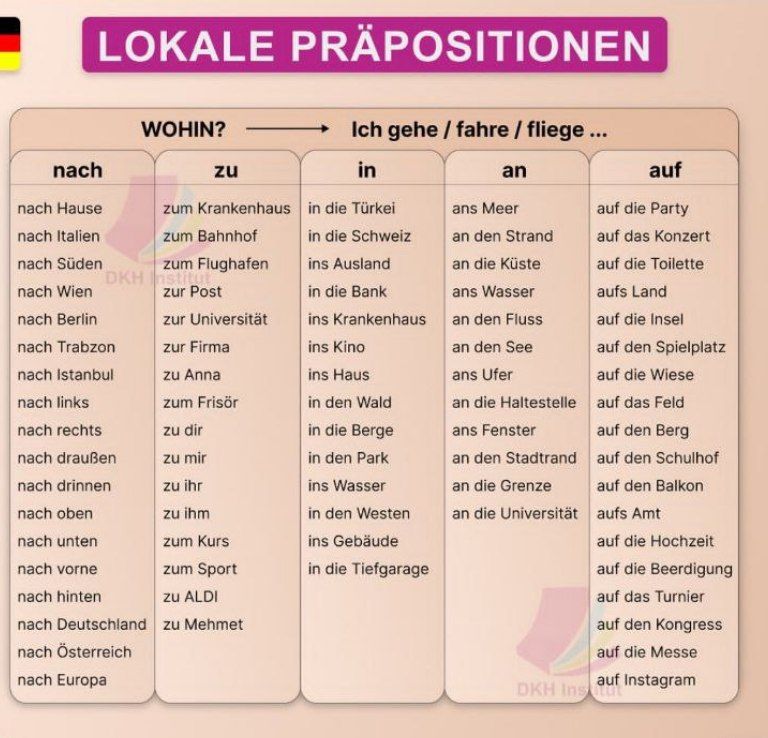 LOKALE PRÄPOSITIONEN
WOHIN? → Ich gehe / fahre / fliege ...
nach
nach Hause
nach Italien
nach Süden
nach Wien
nach Berlin
nach Trabzon
nach Istanbul
nach links
nach rechts
nach draußen
nach drinnen
nach oben
nach unten
nach vorne
nach hinten
nach Deutschland
nach Österreich
nach Europa
zu
zum Krankenhaus
zum Bahnhof
zum Flughafen
zur Post
zur Universität
zur Firma
zu Anna
zum Frisör
zu dir
zu mir
zu ihr
zu ihm
zum Kurs
zum Sport
zu ALDI
zu Mehmet
in
in die Türkei
in die Schweiz
ins Ausland
in die Bank
ins Krankenhaus
ins Kino
ins Haus
in den Wald
in die Berge
in den Park
ins Wasser
in den Westen
ins Gebäude
in die Tiefgarage
an
ans Meer
an den Strand
an die Küste
ans Wasser
an den Fluss
an den See
ans Ufer
an die Haltestelle
ans Fenster
an den Stadtrand
an die Grenze
an die Universität
auf
auf die Party
auf das Konzert
auf die Toilette
aufs Land
auf die Insel
auf den Spielplatz
auf die Wiese
auf das Feld
auf den Berg
auf den Schulhof
auf den Balkon
aufs Amt
auf die Hochzeit
auf die Beerdigung
auf das Turnier
auf den Kongress
auf die Messe
auf Instagram
DKH Institut
DKH Institut